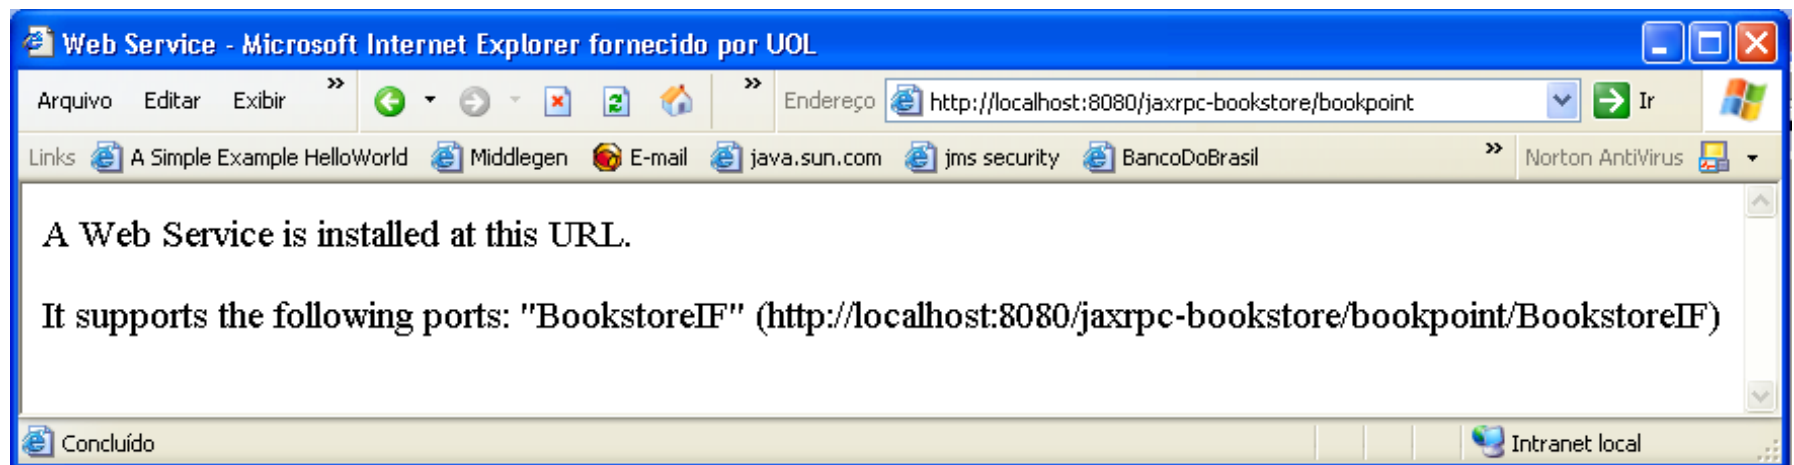 Web Service - Microsoft Internet Explorer fornecido por UOL
Arquivo Editar Exibir » » Endereço http://localhost:8080/jaxrpc-bookstore/bookpoint Ir
Links A Simple Example HelloWorld Middlegen E-mail java.sun.com jms security BancoDoBrasil » Norton AntiVirus
A Web Service is installed at this URL.
It supports the following ports: "BookstoreIF" (http://localhost:8080/jaxrpc-bookstore/bookpoint/BookstoreIF)
Concluído Intranet local